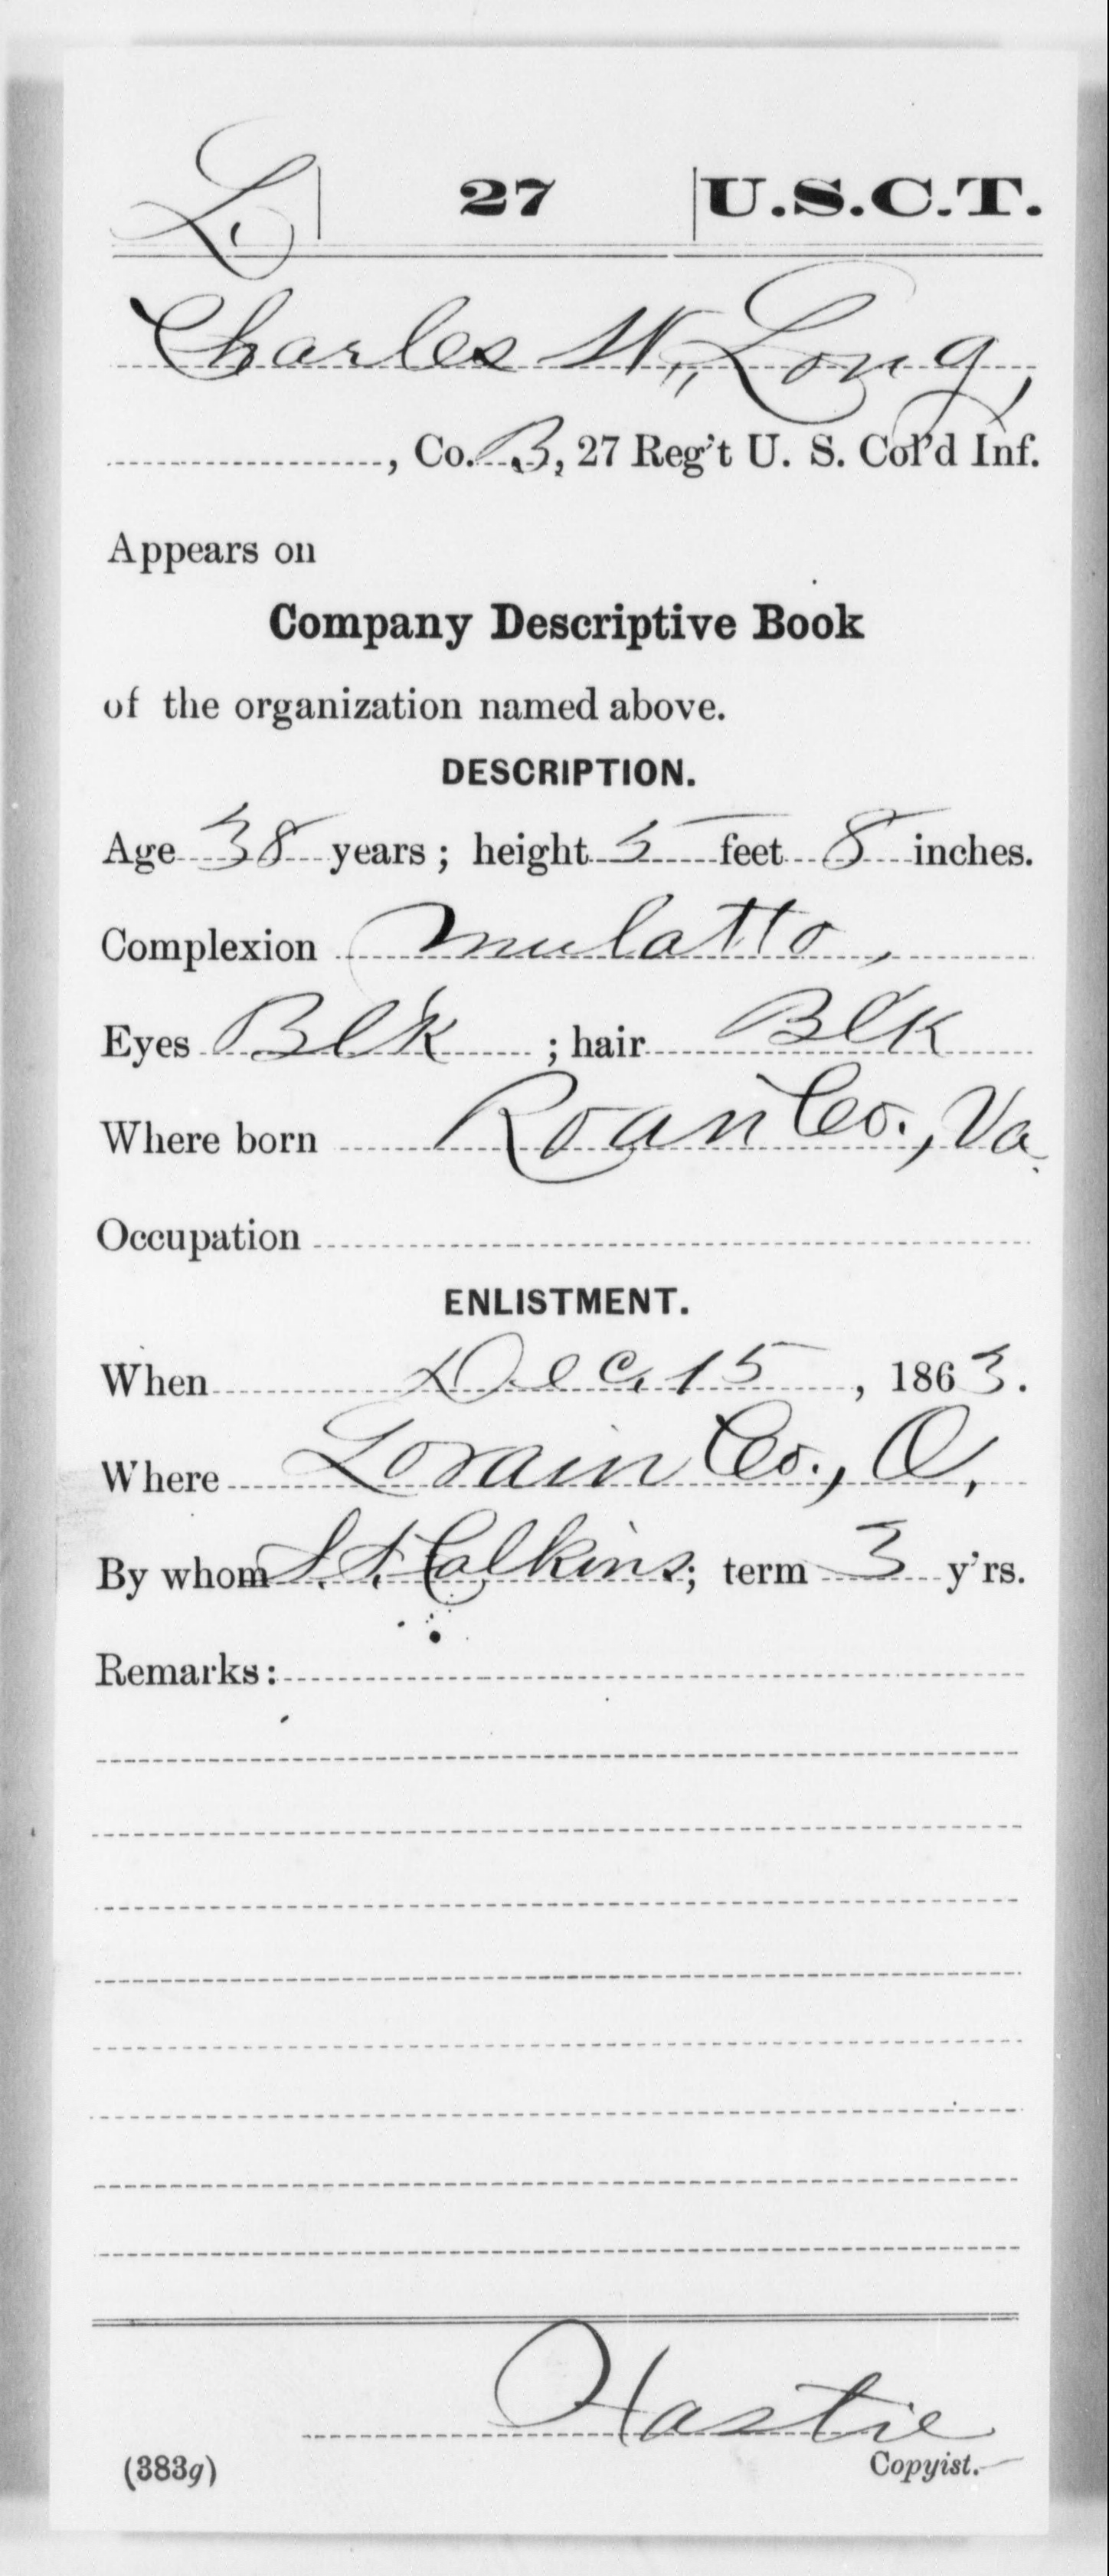 L | 27 | U.S.C.T.
Charles W. Long,
, Co. B, 27 Reg't U. S. Col'd Inf.
Appears on
Company Descriptive Book
of the organization named above.
DESCRIPTION.
Age 38 years; height 5 feet 8 inches.
Complexion Mulatto,
Eyes Blk ; hair Blk
Where born Roan Co., Va.
Occupation
ENLISTMENT.
When Dec. 15, 1863.
Where Lorain Co., O,
By whom Calkins; term 3 y'rs.
Remarks:
Hastie
(383g) Copyist.